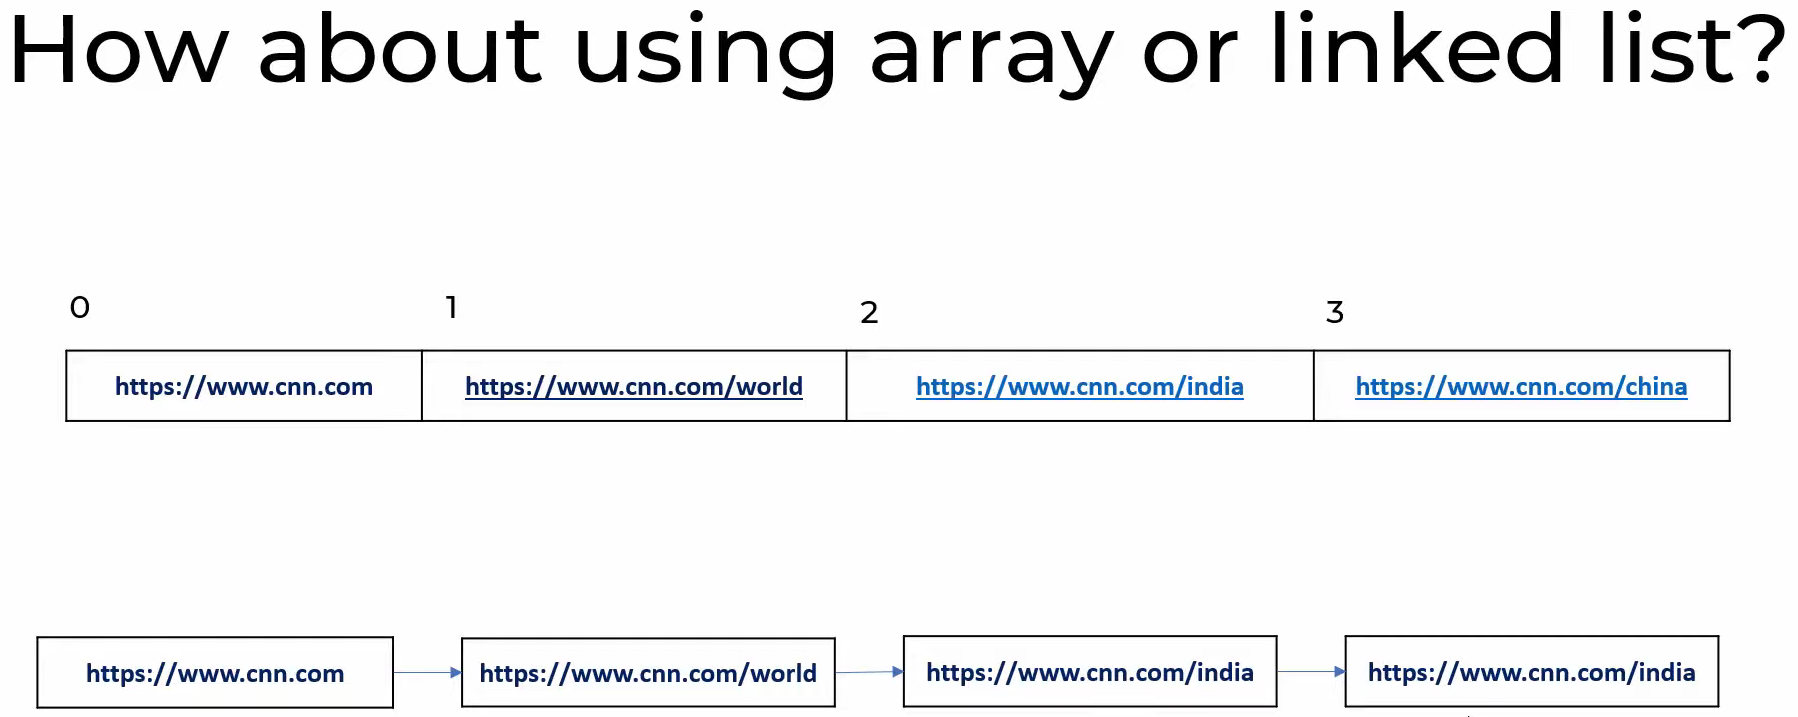 How about using array or linked list?
0 1 2 3
https://www.cnn.com https://www.cnn.com/world https://www.cnn.com/india https://www.cnn.com/china
https://www.cnn.com https://www.cnn.com/world https://www.cnn.com/india https://www.cnn.com/india